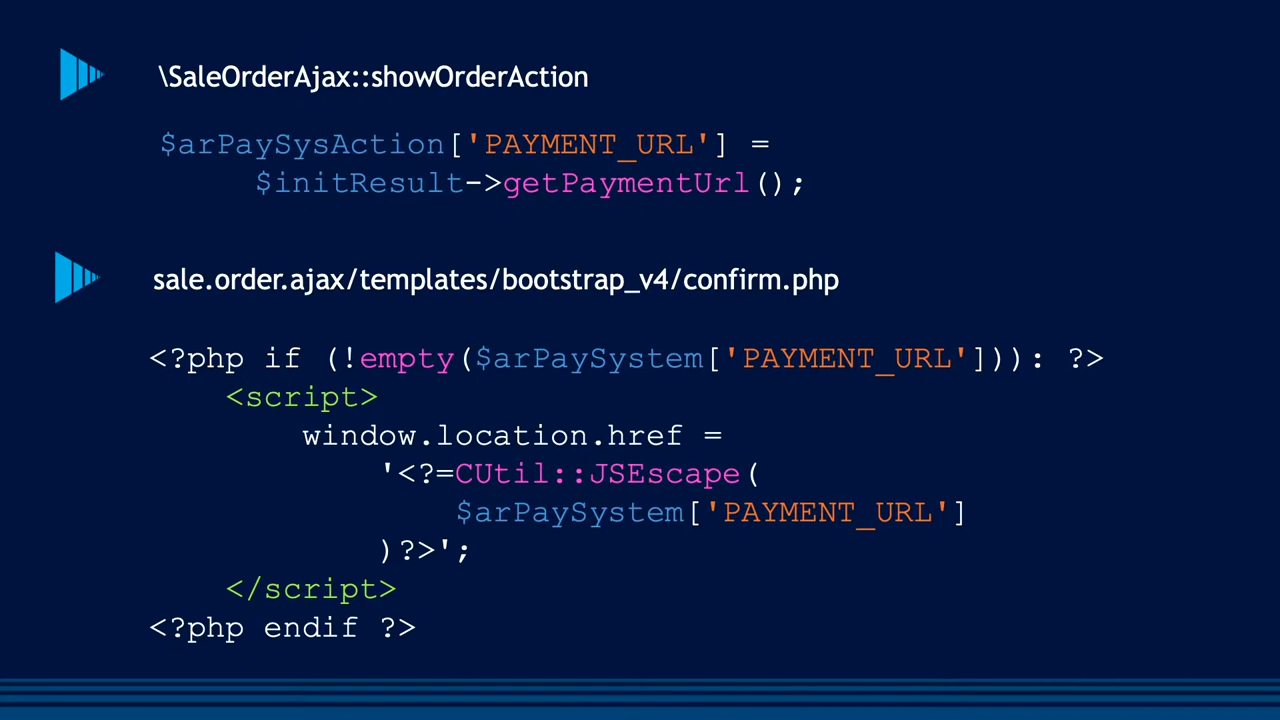 \SaleOrderAjax::showOrderAction
$arPaySysAction['PAYMENT_URL'] =
$initResult->getPaymentUrl();
sale.order.ajax/templates/bootstrap_v4/confirm.php
<?php if (!empty($arPaySystem['PAYMENT_URL'])): ?>
<script>
window.location.href =
'<?=CUtil::JSEscape(
$arPaySystem['PAYMENT_URL']
)?>';
</script>
<?php endif ?>